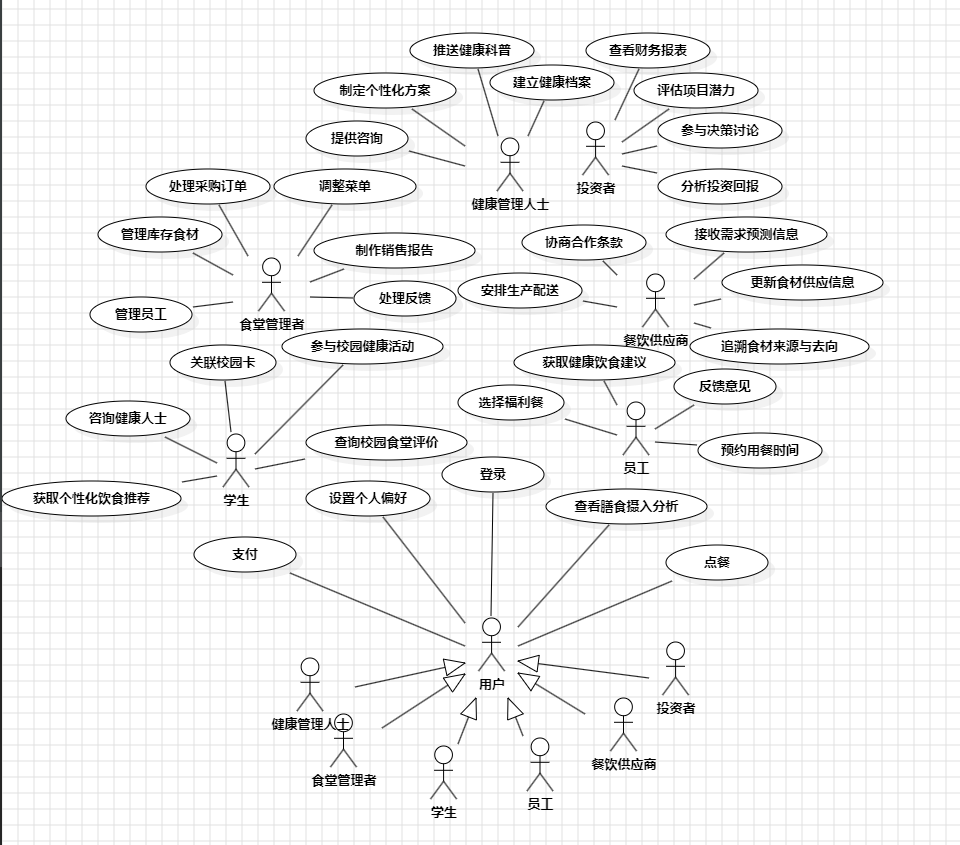 推送健康科普
查看财务报表
制定个性化方案
建立健康档案
评估项目潜力
提供咨询
参与决策讨论
处理采购订单
调整菜单
投资者
分析投资回报
健康管理人士
管理库存食材
制作销售报告
协商合作条款
接收需求预测信息
安排生产配送
更新食材供应信息
管理员工
处理反馈
食堂管理者
餐饮供应商
参与校园健康活动
追溯食材来源与去向
关联校园卡
获取健康饮食建议
反馈意见
选择福利餐
咨询健康人士
查询校园食堂评价
预约用餐时间
员工
登录
获取个性化饮食推荐
学生
设置个人偏好
查看膳食摄入分析
支付
点餐
用户
投资者
健康管理人士
餐饮供应商
食堂管理者
员工
学生